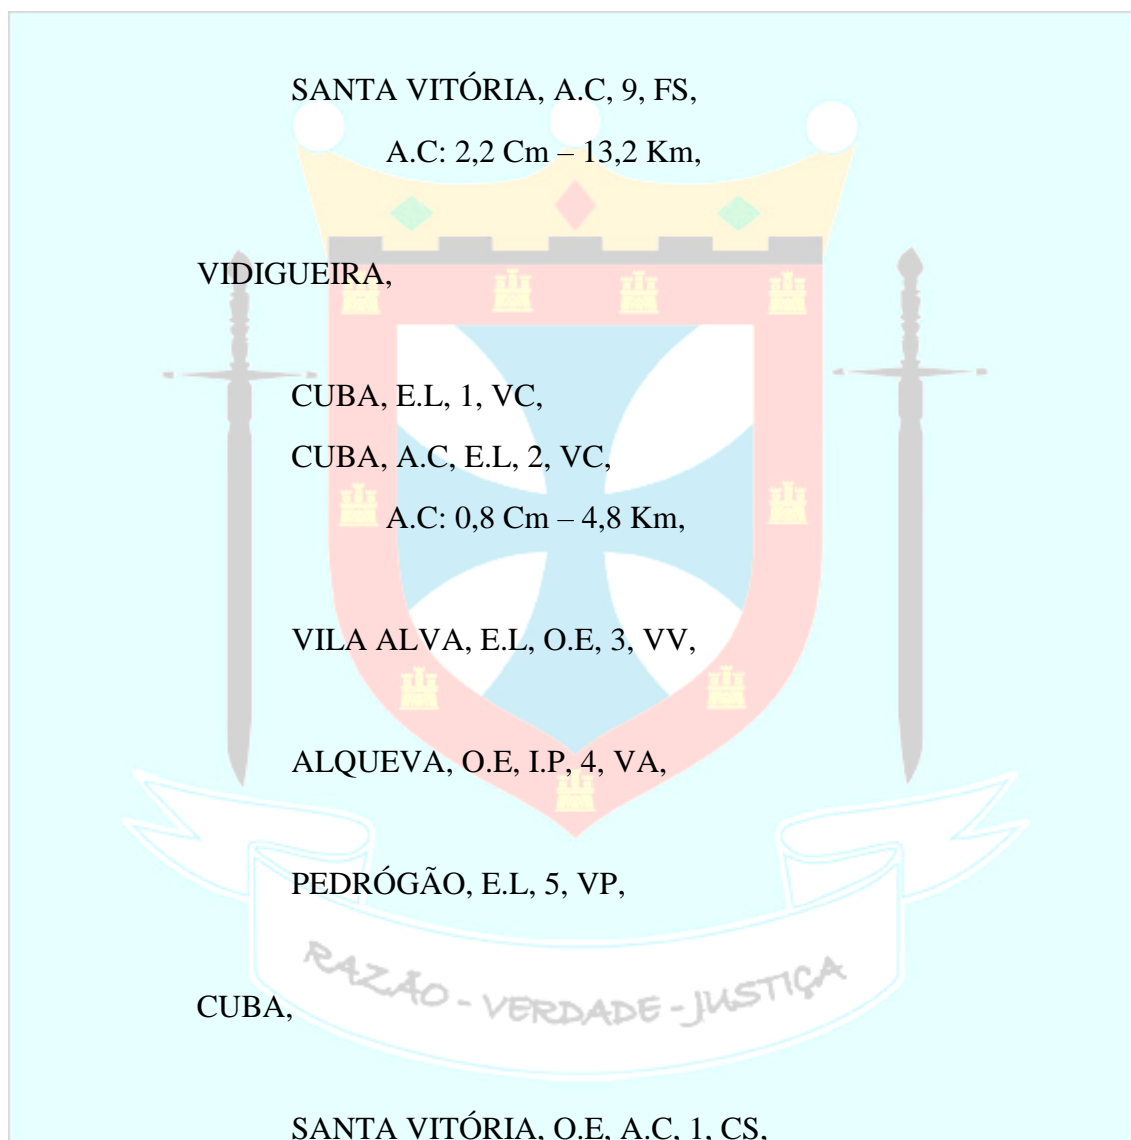 SANTA VITÓRIA, A.C, 9, FS,
A.C: 2,2 Cm – 13,2 Km,
VIDIGUEIRA,
CUBA, E.L, 1, VC,
CUBA, A.C, E.L, 2, VC,
A.C: 0,8 Cm – 4,8 Km,
VILA ALVA, E.L, O.E, 3, VV,
ALQUEVA, O.E, I.P, 4, VA,
PEDRÓGÃO, E.L, 5, VP,
RAZÃO - VERDADE - JUSTIÇA
CUBA,
SANTA VITÓRIA, O.E, A.C, 1, CS,